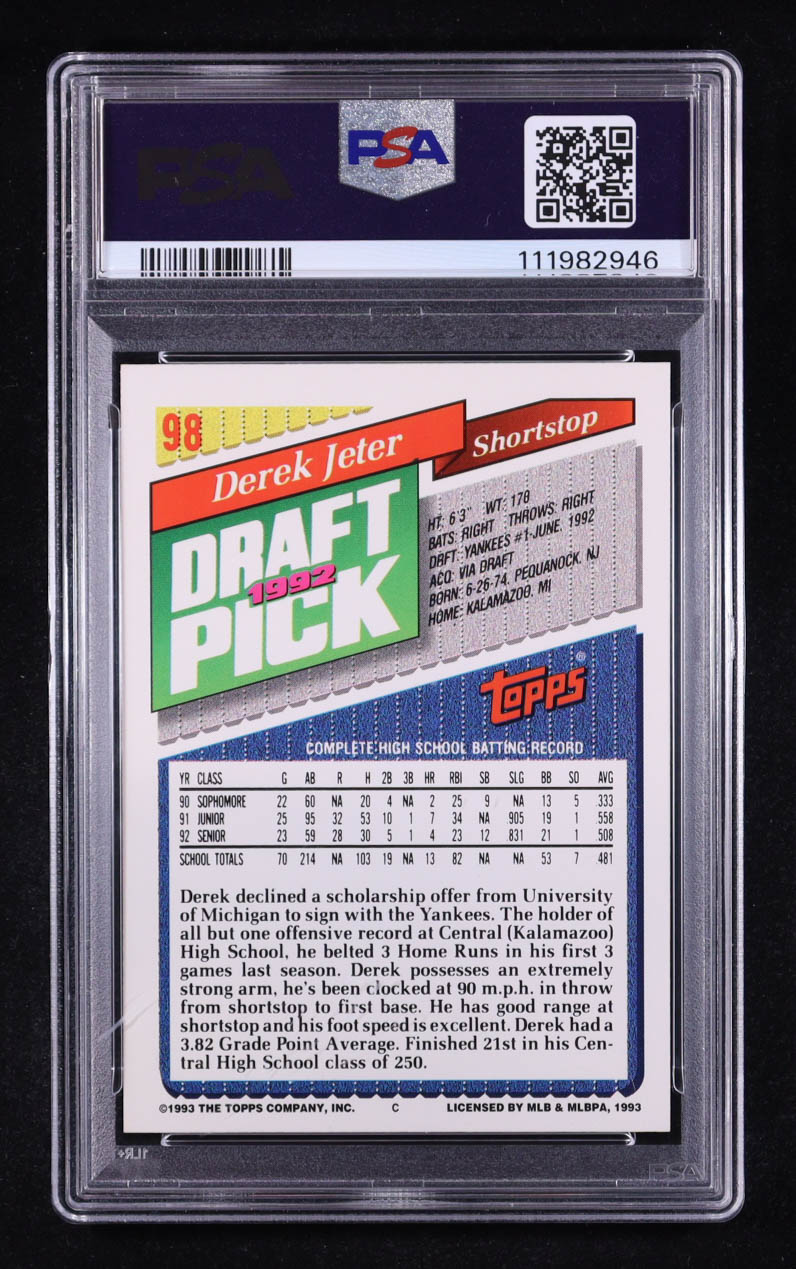 PSA
PSA
111982946
98
Derek Jeter
Shortstop
DRAFT
1992
PICK
HT: 6'3" WT: 178
BATS: RIGHT THROWS: RIGHT
DRFT: YANKEES #1-JUNE, 1992
ACQ: VIA DRAFT
BORN: 6-26-74, PEQUANOCK, NJ
HOME: KALAMAZOO, MI
topps®
COMPLETE HIGH SCHOOL BATTING RECORD
YR CLASS G AB R H 2B 3B HR RBI SB SLG BB SO AVG
90 SOPHOMORE 22 60 NA 20 4 NA 2 25 9 NA 13 5 .333
91 JUNIOR 25 95 32 53 10 1 7 34 NA .905 19 1 .558
92 SENIOR 23 59 28 30 5 1 4 23 12 .831 21 1 .508
SCHOOL TOTALS 70 214 NA 103 19 NA 13 82 NA NA 53 7 .481
Derek declined a scholarship offer from University
of Michigan to sign with the Yankees. The holder of
all but one offensive record at Central (Kalamazoo)
High School, he belted 3 Home Runs in his first 3
games last season. Derek possesses an extremely
strong arm, he's been clocked at 90 m.p.h. in throw
from shortstop to first base. He has good range at
shortstop and his foot speed is excellent. Derek had a
3.82 Grade Point Average. Finished 21st in his Cen-
tral High School class of 250.
©1993 THE TOPPS COMPANY, INC. C LICENSED BY MLB & MLBPA, 1993
PSA